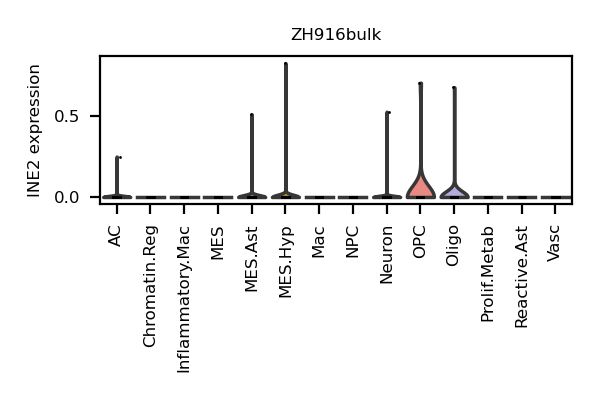 ZH916bulk
INE2 expression
0.5
0.0
AC
Chromatin.Reg
Inflammatory.Mac
MES
MES.Ast
MES.Hyp
Mac
NPC
Neuron
OPC
Oligo
Prolif.Metab
Reactive.Ast
Vasc